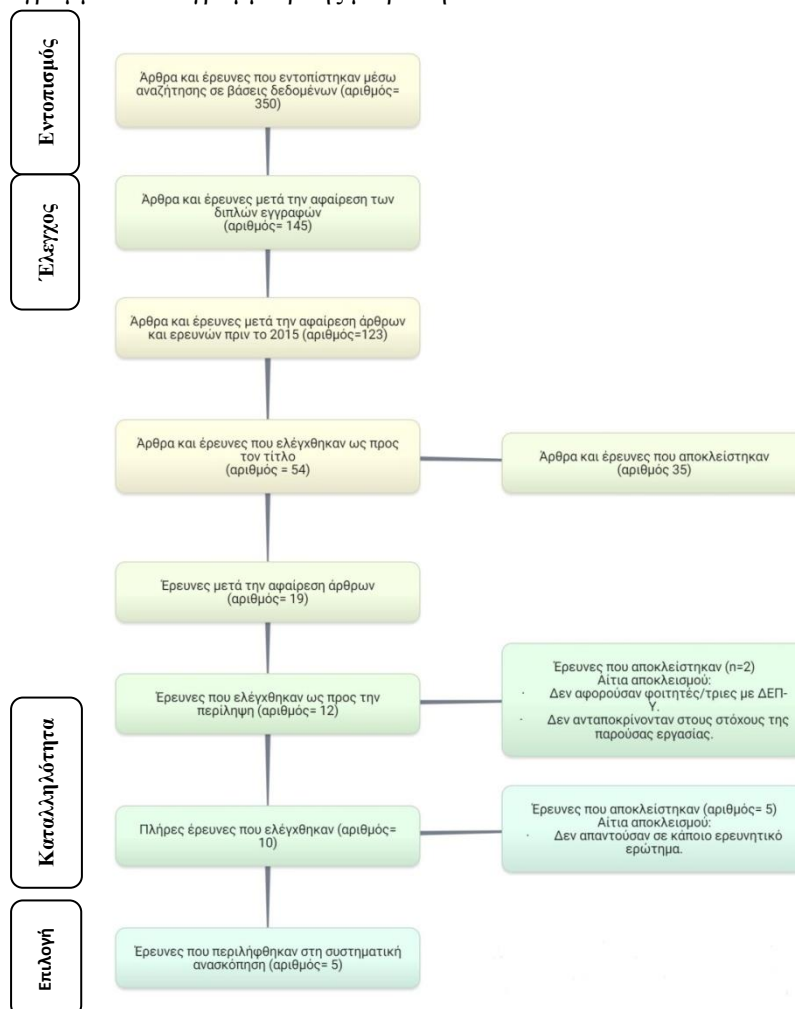 Εντοπισμός
Άρθρα και έρευνες που εντοπίστηκαν μέσω
αναζήτησης σε βάσεις δεδομένων (αριθμός=
350)
Έλεγχος
Άρθρα και έρευνες μετά την αφαίρεση των
διπλών εγγραφών
(αριθμός= 145)
Άρθρα και έρευνες μετά την αφαίρεση άρθρων
και ερευνών πριν το 2015 (αριθμός=123)
Άρθρα και έρευνες που ελέγχθηκαν ως προς
τον τίτλο
(αριθμός = 54)
Άρθρα και έρευνες που αποκλείστηκαν
(αριθμός 35)
Έρευνες μετά την αφαίρεση άρθρων
(αριθμός= 19)
Καταλληλότητα
Έρευνες που ελέγχθηκαν ως προς την
περίληψη (αριθμός= 12)
Έρευνες που αποκλείστηκαν (n=2)
Αίτια αποκλεισμού:
· Δεν αφορούσαν φοιτητές/τριες με ΔΕΠ-
Υ.
· Δεν ανταποκρίνονταν στους στόχους της
παρούσας εργασίας.
Πλήρες έρευνες που ελέγχθηκαν (αριθμός=
10)
Έρευνες που αποκλείστηκαν (αριθμός= 5)
Αίτια αποκλεισμού:
· Δεν απαντούσαν σε κάποιο ερευνητικό
ερώτημα.
Επιλογή
Έρευνες που περιλήφθηκαν στη συστηματική
ανασκόπηση (αριθμός= 5)